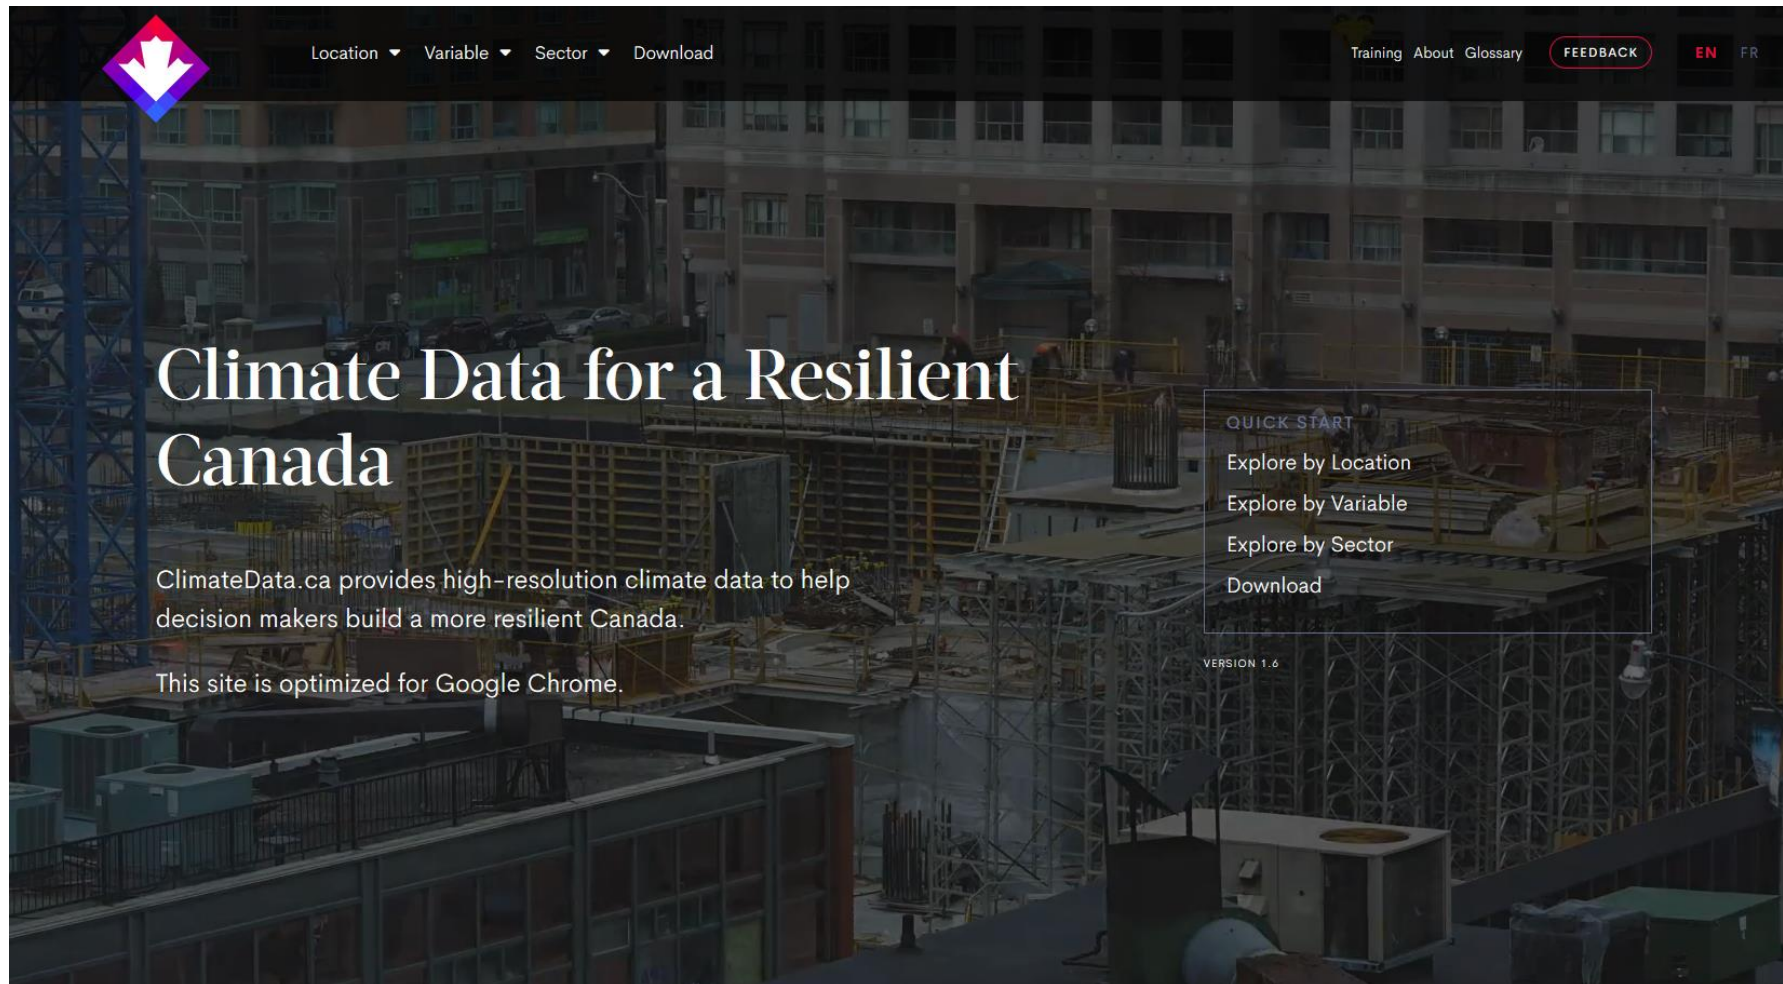 Location Variable Sector Download Training About Glossary FEEDBACK EN FR
Climate Data for a Resilient
Canada
ClimateData.ca provides high-resolution climate data to help
decision makers build a more resilient Canada.
This site is optimized for Google Chrome.
QUICK START
Explore by Location
Explore by Variable
Explore by Sector
Download
VERSION 1.6